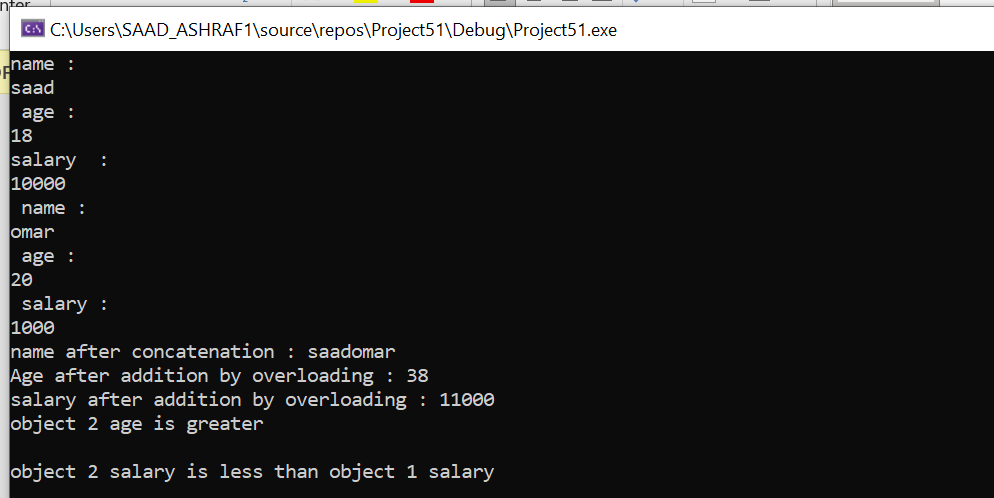 C:\Users\SAAD_ASHRAF1\source\repos\Project51\Debug\Project51.exe
name :
saad
 age :
18
salary  :
10000
 name :
omar
 age :
20
 salary :
1000
name after concatenation : saadomar
Age after addition by overloading : 38
salary after addition by overloading : 11000
object 2 age is greater

object 2 salary is less than object 1 salary